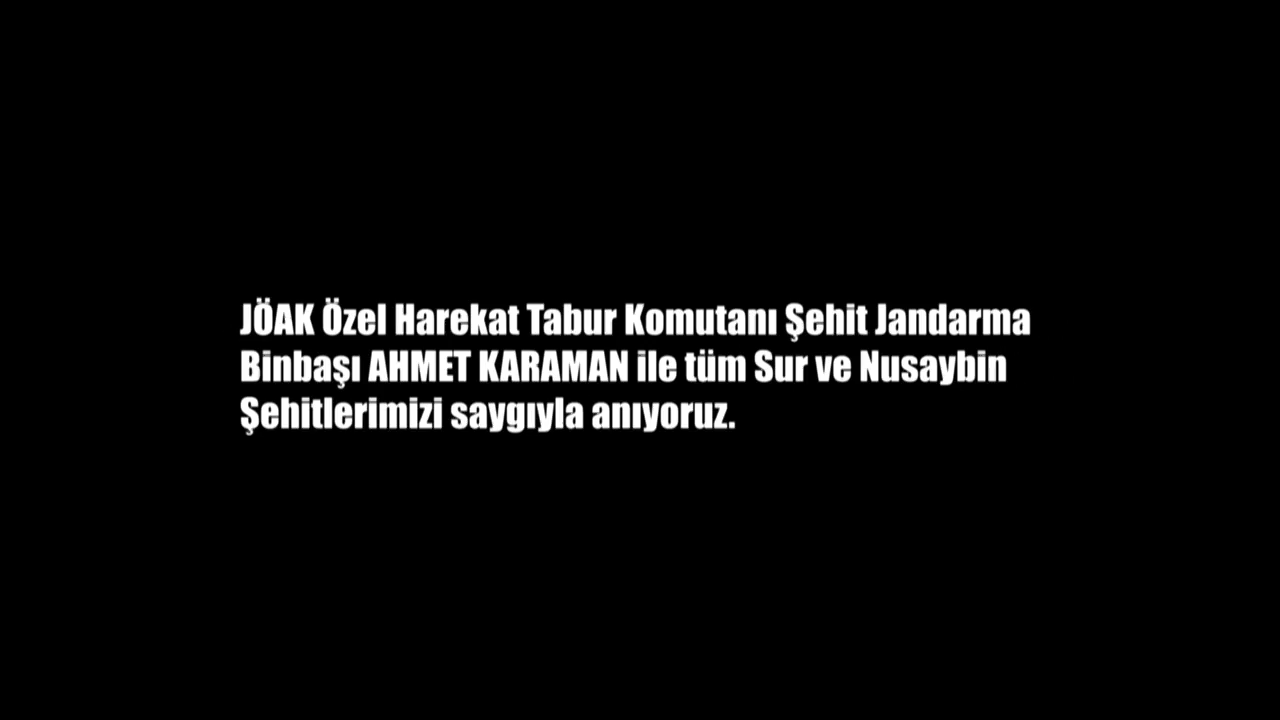 JÖAK Özel Harekat Tabur Komutanı Şehit Jandarma
Binbaşı AHMET KARAMAN ile tüm Sur ve Nusaybin
Şehitlerimizi saygıyla anıyoruz.